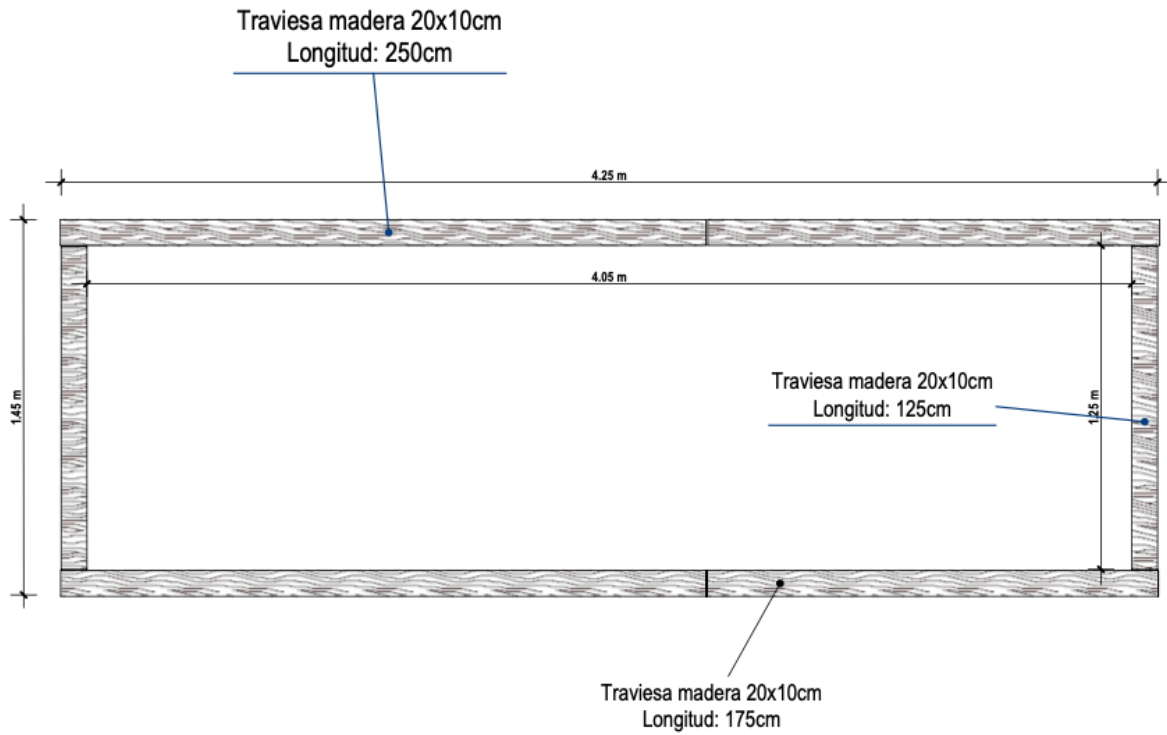 Traviesa madera 20x10cm
Longitud: 250cm
4.25 m
4.05 m
1.45 m
Traviesa madera 20x10cm
Longitud: 125cm
1.25 m
Traviesa madera 20x10cm
Longitud: 175cm